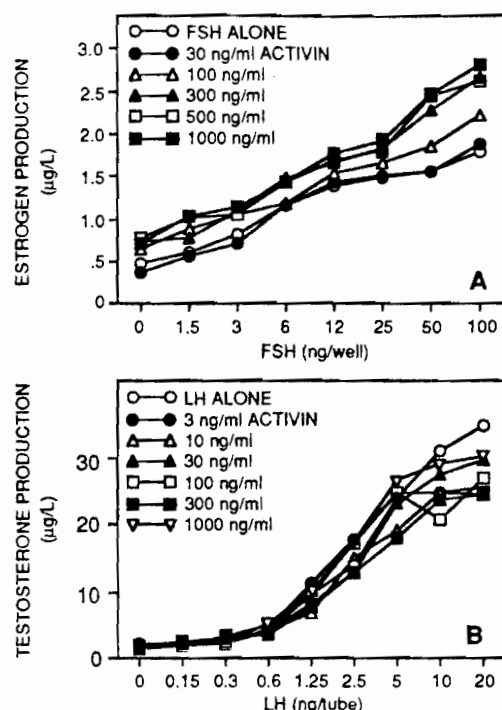 FSH ALONE
30 ng/ml ACTIVIN
100 ng/ml
300 ng/ml
500 ng/ml
1000 ng/ml
3.0
2.5
2.0
1.5
1.0
.5
0
ESTROGEN PRODUCTION
(µg/L)
A
0 1.5 3 6 12 25 50 100
FSH (ng/well)
LH ALONE
3 ng/ml ACTIVIN
10 ng/ml
30 ng/ml
100 ng/ml
300 ng/ml
1000 ng/ml
30
20
10
0
TESTOSTERONE PRODUCTION
(µg/L)
B
0 0.15 0.3 0.6 1.25 2.5 5 10 20
LH (ng/tube)